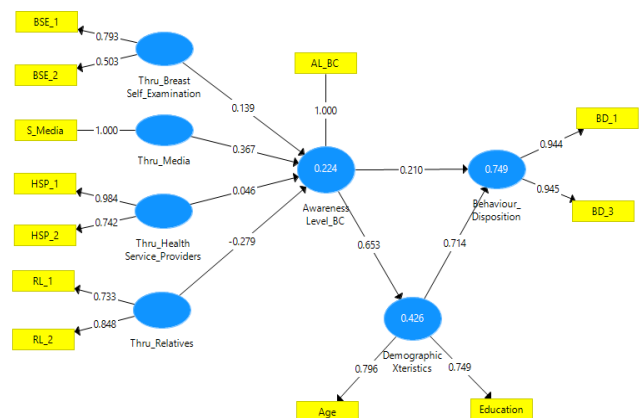 BSE_1
0.793
BSE_2
0.503
Thru_Breast
Self_Examination
0.139
AL_BC
1.000
S_Media
1.000
Thru_Media
0.367
HSP_1
0.984
HSP_2
0.742
Thru_Health
Service_Providers
0.046
RL_1
0.733
RL_2
0.848
Thru_Relatives
-0.279
0.224
Awareness
Level_BC
0.210
0.653
0.749
Behaviour_
Disposition
0.944
BD_1
0.945
BD_3
0.714
0.426
Demographic
Xteristics
0.796
Age
0.749
Education